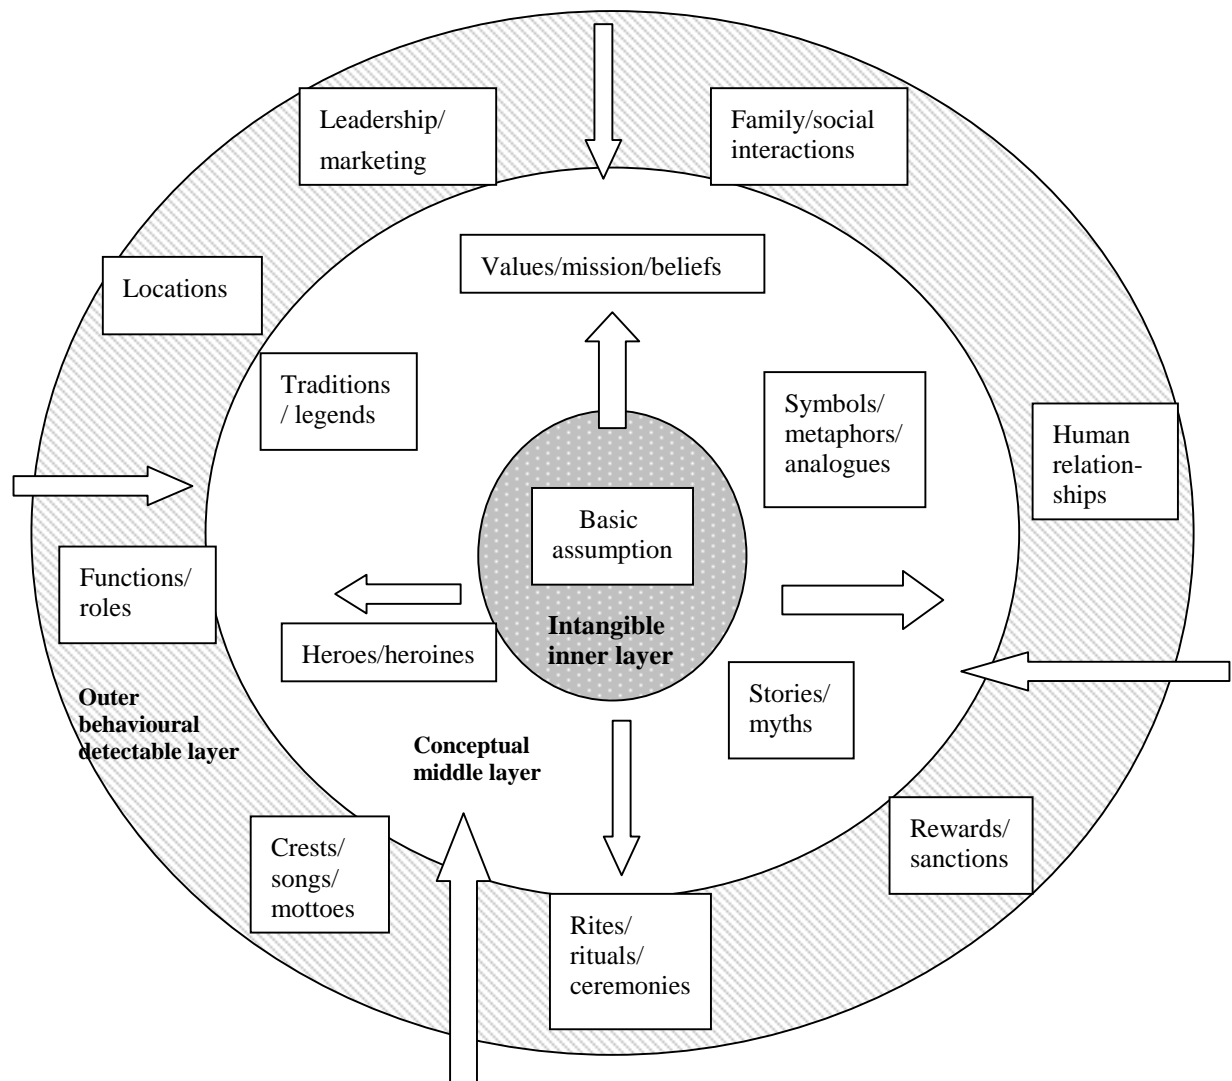 Leadership/
marketing
Family/social
interactions
Values/mission/beliefs
Locations
Traditions
/ legends
Symbols/
metaphors/
analogues
Human
relation-
ships
Basic
assumption
Functions/
roles
Intangible
inner layer
Heroes/heroines
Stories/
myths
Outer
behavioural
detectable layer
Conceptual
middle layer
Crests/
songs/
mottoes
Rewards/
sanctions
Rites/
rituals/
ceremonies